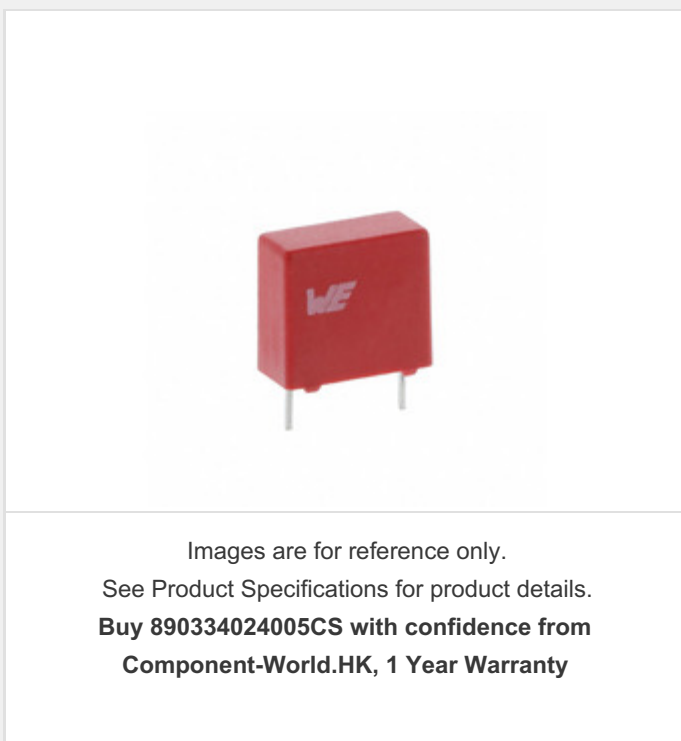 WE
Images are for reference only.
See Product Specifications for product details.
Buy 890334024005CS with confidence from
Component-World.HK, 1 Year Warranty